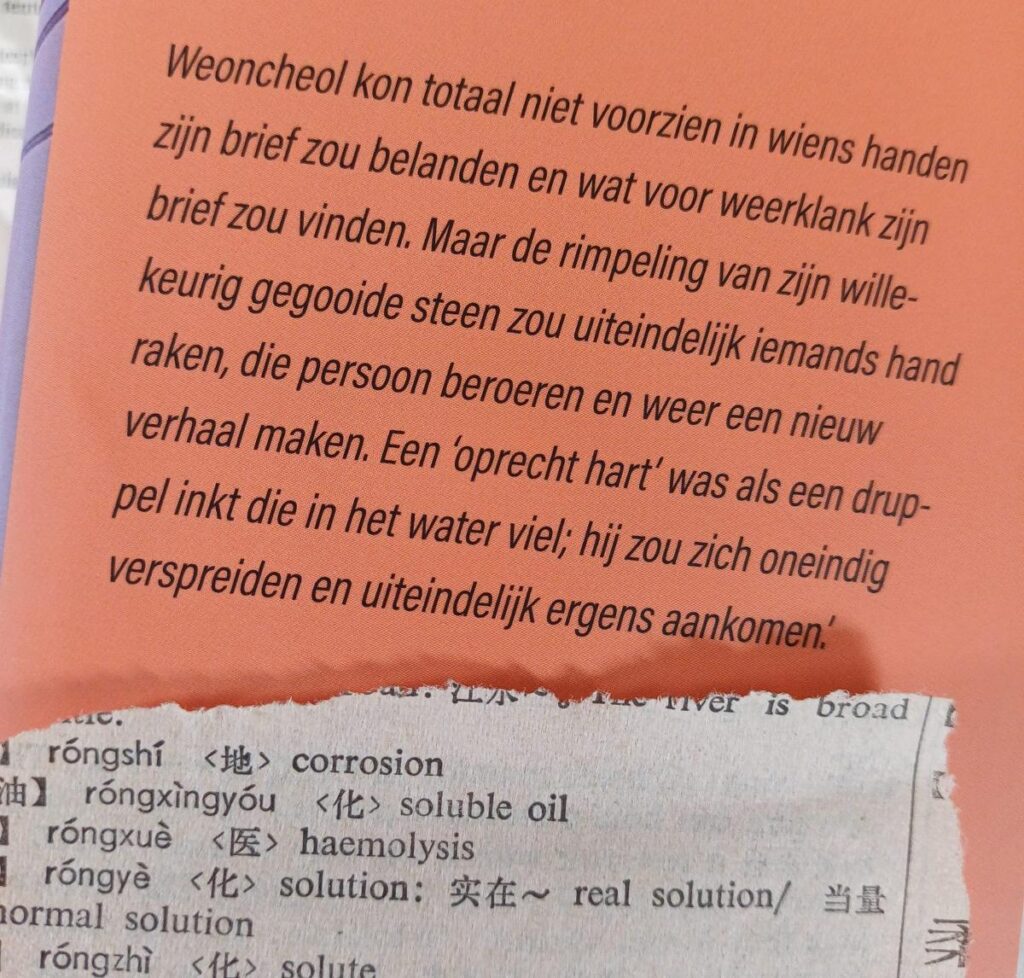 Weoncheol kon totaal niet voorzien in wiens handen
zijn brief zou belanden en wat voor weerklank zijn
brief zou vinden. Maar de rimpeling van zijn wille-
keurig gegooide steen zou uiteindelijk iemands hand
raken, die persoon beroeren en weer een nieuw
verhaal maken. Een ‘oprecht hart’ was als een drup-
pel inkt die in het water viel; hij zou zich oneindig
verspreiden en uiteindelijk ergens aankomen.’
The river is broad
】 róngshí 〈地〉 corrosion
油】 róngxìngyóu 〈化〉 soluble oil
】 róngxuè 〈医〉 haemolysis
róngyè 〈化〉 solution: 实在~ real solution/ 当量
normal solution
róngzhì 〈化〉 solute